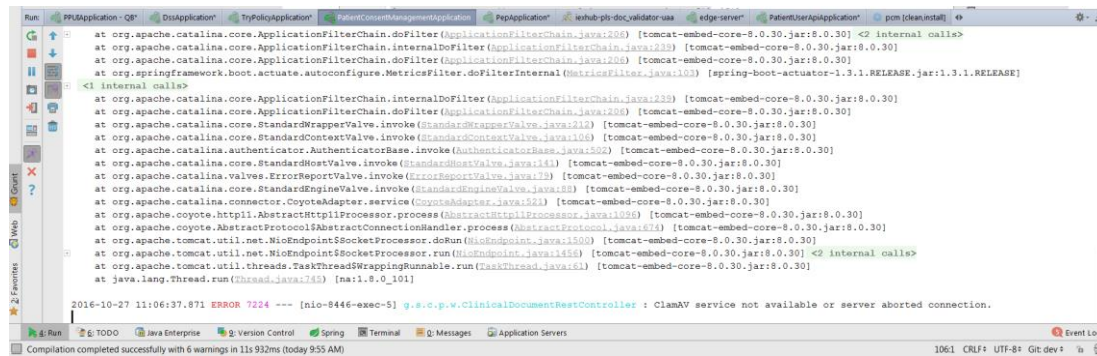 Run: PPUIApplication - QB* DssApplication* TryPolicyApplication* PatientConsentManagementApplication PepApplication* iexhub-pls-doc_validator-uaa edge-server* PatientUserApiApplication* pcm [clean,install]
at org.apache.catalina.core.ApplicationFilterChain.doFilter(ApplicationFilterChain.java:206) [tomcat-embed-core-8.0.30.jar:8.0.30] <2 internal calls>
at org.apache.catalina.core.ApplicationFilterChain.internalDoFilter(ApplicationFilterChain.java:239) [tomcat-embed-core-8.0.30.jar:8.0.30]
at org.apache.catalina.core.ApplicationFilterChain.doFilter(ApplicationFilterChain.java:206) [tomcat-embed-core-8.0.30.jar:8.0.30]
at org.springframework.boot.actuate.autoconfigure.MetricsFilter.doFilterInternal(MetricsFilter.java:103) [spring-boot-actuator-1.3.1.RELEASE.jar:1.3.1.RELEASE]
<1 internal calls>
at org.apache.catalina.core.ApplicationFilterChain.internalDoFilter(ApplicationFilterChain.java:239) [tomcat-embed-core-8.0.30.jar:8.0.30]
at org.apache.catalina.core.ApplicationFilterChain.doFilter(ApplicationFilterChain.java:206) [tomcat-embed-core-8.0.30.jar:8.0.30]
at org.apache.catalina.core.StandardWrapperValve.invoke(StandardWrapperValve.java:212) [tomcat-embed-core-8.0.30.jar:8.0.30]
at org.apache.catalina.core.StandardContextValve.invoke(StandardContextValve.java:106) [tomcat-embed-core-8.0.30.jar:8.0.30]
at org.apache.catalina.authenticator.AuthenticatorBase.invoke(AuthenticatorBase.java:502) [tomcat-embed-core-8.0.30.jar:8.0.30]
at org.apache.catalina.core.StandardHostValve.invoke(StandardHostValve.java:141) [tomcat-embed-core-8.0.30.jar:8.0.30]
at org.apache.catalina.valves.ErrorReportValve.invoke(ErrorReportValve.java:79) [tomcat-embed-core-8.0.30.jar:8.0.30]
at org.apache.catalina.core.StandardEngineValve.invoke(StandardEngineValve.java:88) [tomcat-embed-core-8.0.30.jar:8.0.30]
at org.apache.catalina.connector.CoyoteAdapter.service(CoyoteAdapter.java:521) [tomcat-embed-core-8.0.30.jar:8.0.30]
at org.apache.coyote.http11.AbstractHttp11Processor.process(AbstractHttp11Processor.java:1096) [tomcat-embed-core-8.0.30.jar:8.0.30]
at org.apache.coyote.AbstractProtocol$AbstractConnectionHandler.process(AbstractProtocol.java:674) [tomcat-embed-core-8.0.30.jar:8.0.30]
at org.apache.tomcat.util.net.NioEndpoint$SocketProcessor.doRun(NioEndpoint.java:1500) [tomcat-embed-core-8.0.30.jar:8.0.30]
at org.apache.tomcat.util.net.NioEndpoint$SocketProcessor.run(NioEndpoint.java:1456) [tomcat-embed-core-8.0.30.jar:8.0.30] <2 internal calls>
at org.apache.tomcat.util.threads.TaskThread$WrappingRunnable.run(TaskThread.java:61) [tomcat-embed-core-8.0.30.jar:8.0.30]
at java.lang.Thread.run(Thread.java:745) [na:1.8.0_101]
2016-10-27 11:06:37.871 ERROR 7224 --- [nio-8446-exec-5] g.s.c.p.w.ClinicalDocumentRestController : ClamAV service not available or server aborted connection.
Grunt
Web
2: Favorites
4: Run 6: TODO Java Enterprise 9: Version Control Spring Terminal 0: Messages Application Servers Event Lo
Compilation completed successfully with 6 warnings in 11s 932ms (today 9:55 AM) 106:1 CRLF÷ UTF-8÷ Git: dev÷